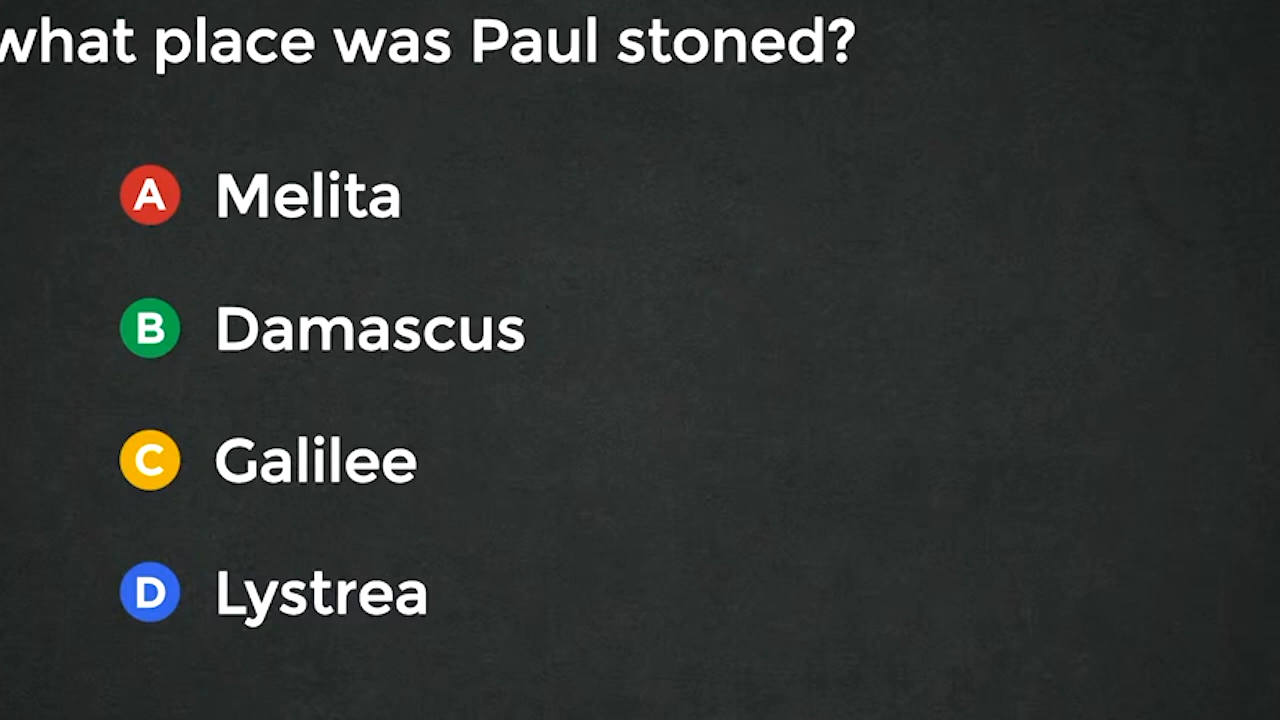 what place was Paul stoned?
A Melita
B Damascus
C Galilee
D Lystrea